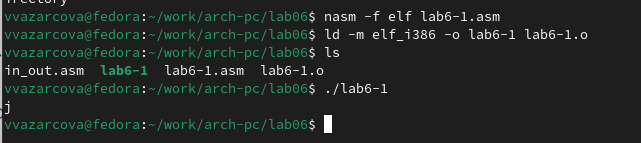 irectory
vvazarcova@fedora:~/work/arch-pc/lab06$ nasm -f elf lab6-1.asm
vvazarcova@fedora:~/work/arch-pc/lab06$ ld -m elf_i386 -o lab6-1 lab6-1.o
vvazarcova@fedora:~/work/arch-pc/lab06$ ls
in_out.asm  lab6-1  lab6-1.asm  lab6-1.o
vvazarcova@fedora:~/work/arch-pc/lab06$ ./lab6-1
j
vvazarcova@fedora:~/work/arch-pc/lab06$